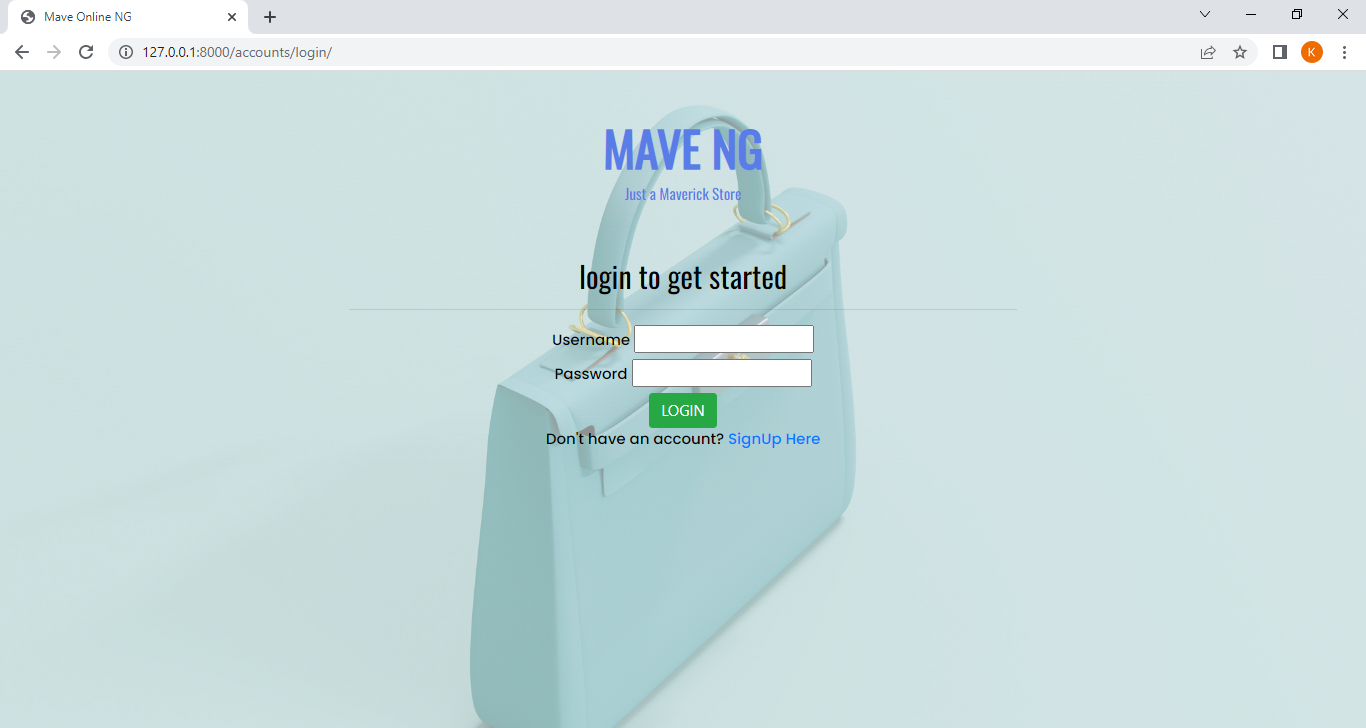 Mave Online NG
127.0.0.1:8000/accounts/login/
K
MAVE NG
Just a Maverick Store
login to get started
Username
Password
LOGIN
Don't have an account? SignUp Here